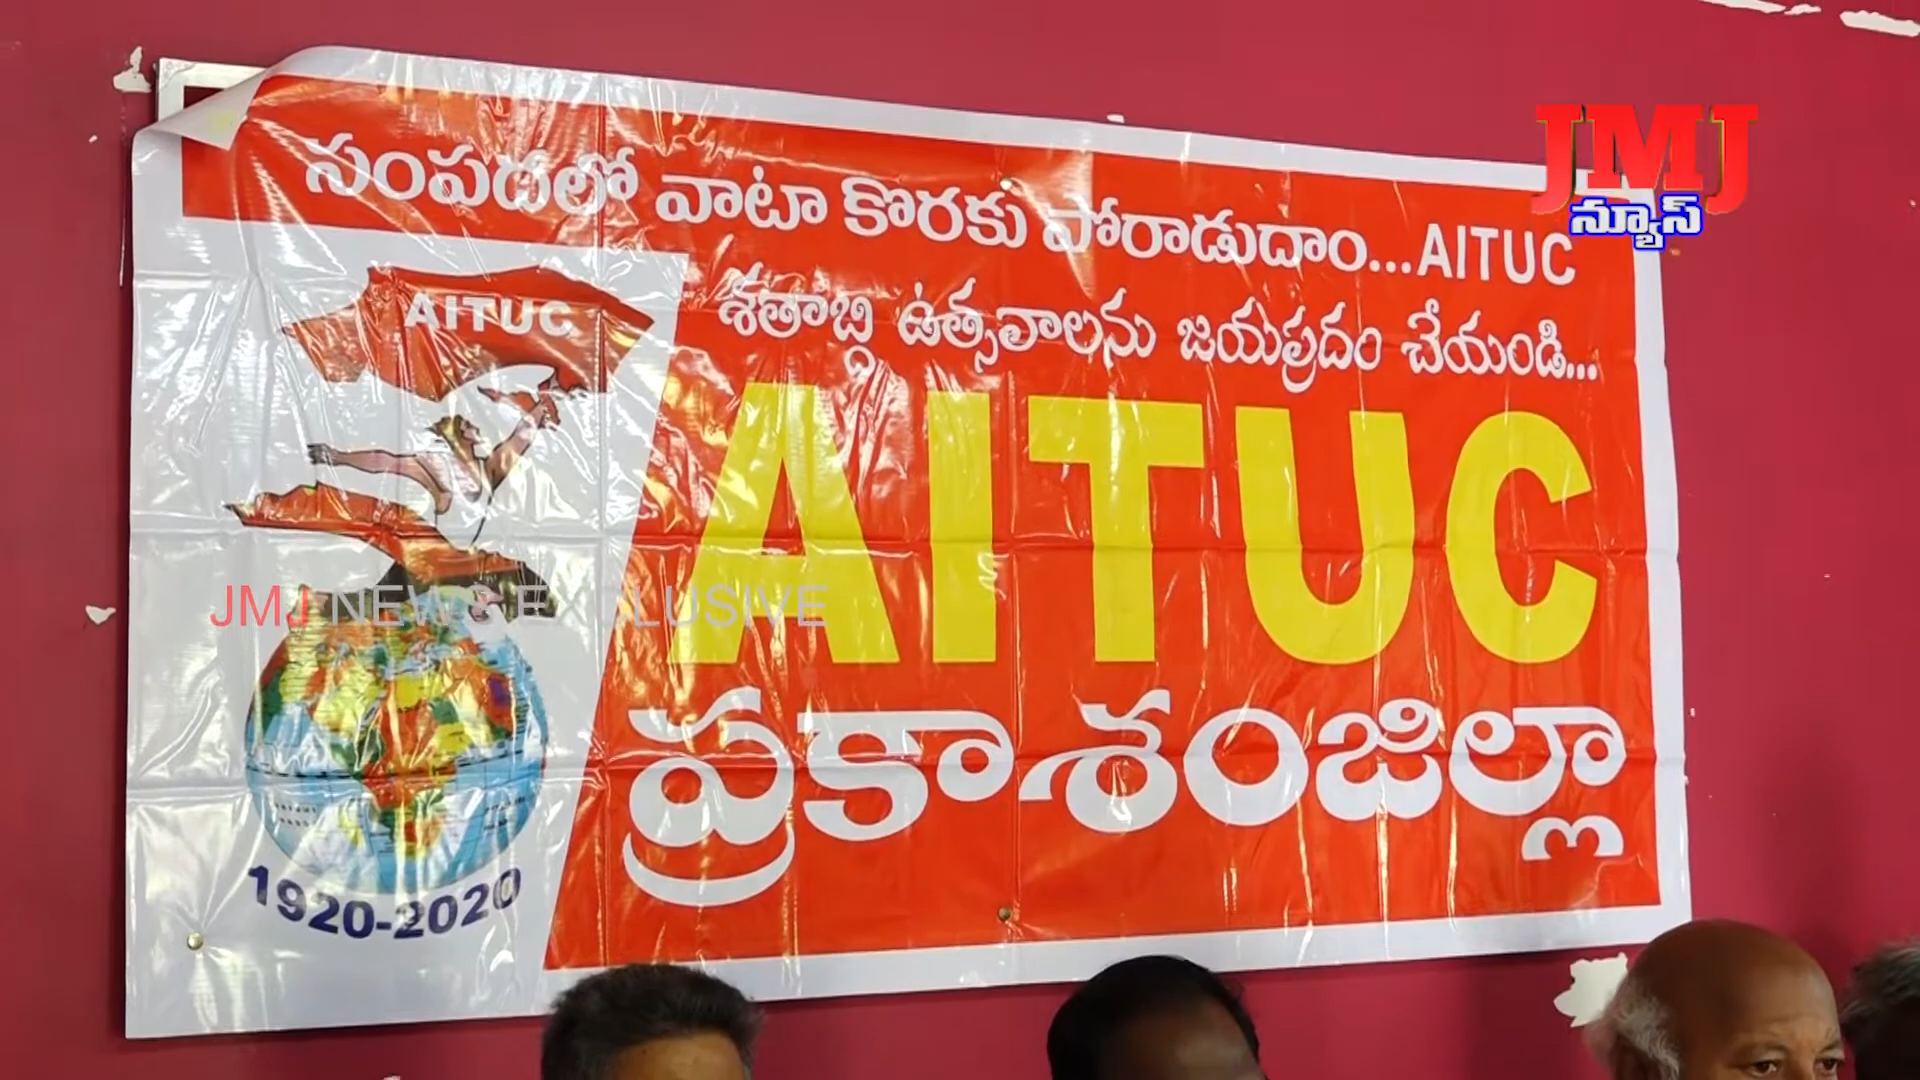 JMJ
న్యూస్
సంపదలో వాటా కొరకు పోరాడుదాం...AITUC
శతాబ్ధి ఉత్సవాలను జయప్రదం చేయండి...
AITUC
AITUC
JMJ NEWS EXCLUSIVE
ప్రకాశంజిల్లా
1920-2020